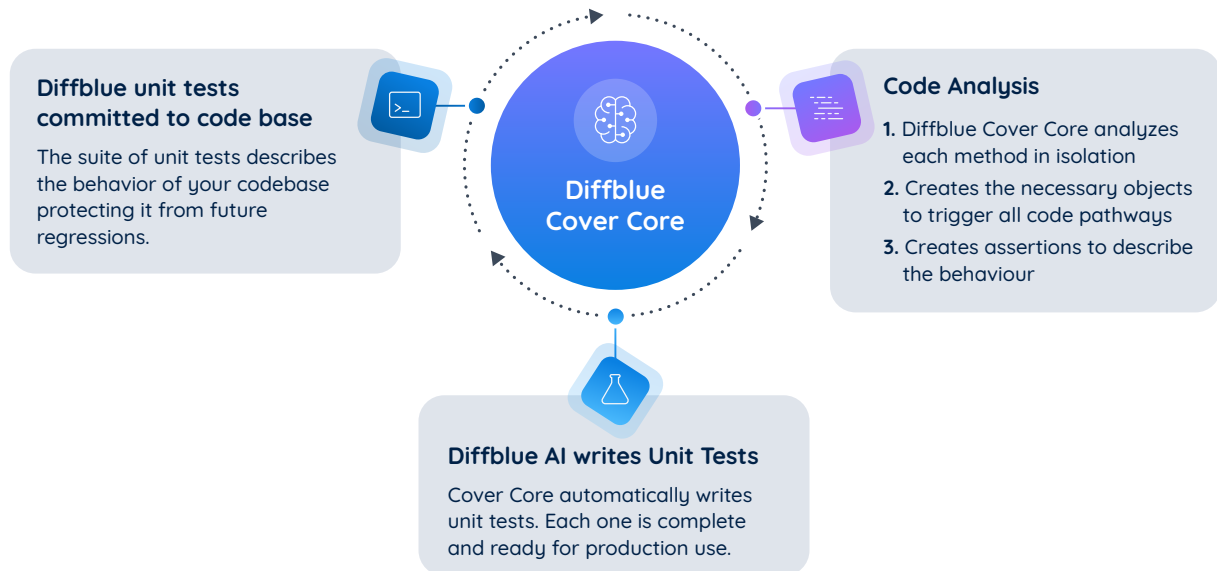 Diffblue unit tests
committed to code base
The suite of unit tests describes
the behavior of your codebase
protecting it from future
regressions.
>_
Diffblue
Cover Core
Code Analysis
1. Diffblue Cover Core analyzes
each method in isolation
2. Creates the necessary objects
to trigger all code pathways
3. Creates assertions to describe
the behaviour
Diffblue AI writes Unit Tests
Cover Core automatically writes
unit tests. Each one is complete
and ready for production use.